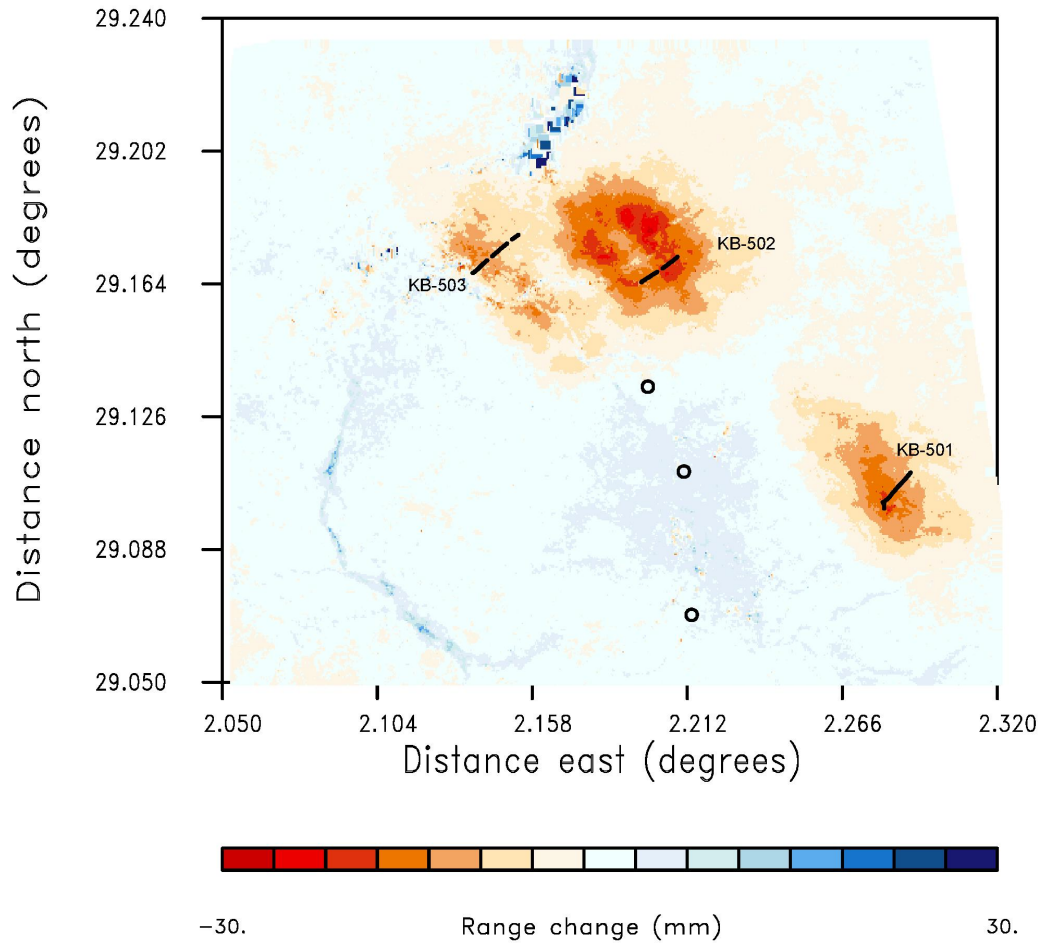 29.240
29.202
29.164
29.126
29.088
29.050
Distance north (degrees)
KB-502
KB-503
KB-501
2.050 2.104 2.158 2.212 2.266 2.320
Distance east (degrees)
-30. Range change (mm) 30.